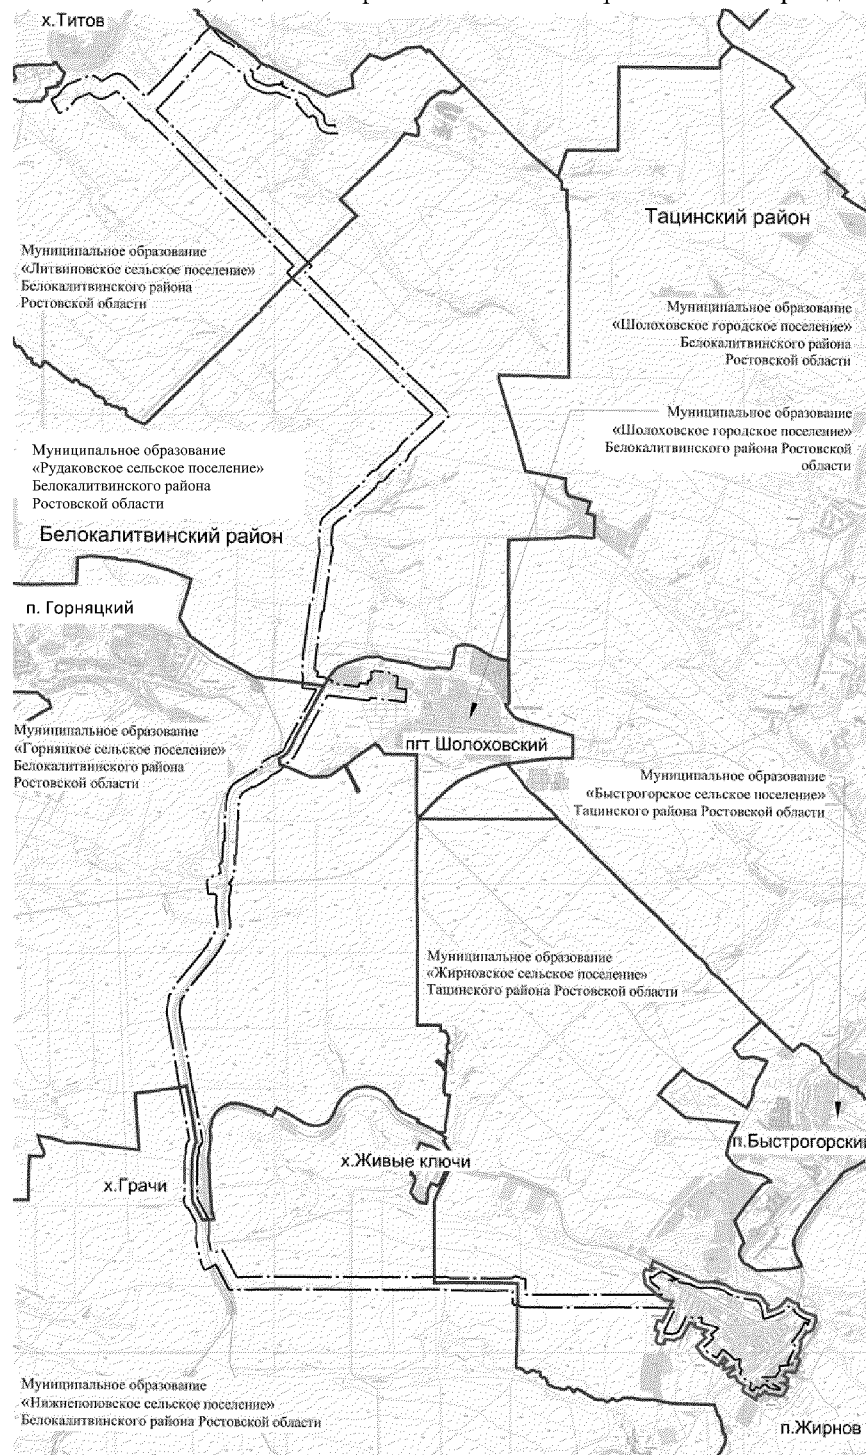 х.Титов
Тацинский район
Муниципальное образование
«Литвиновское сельское поселение»
Белокалитвинского района
Ростовской области
Муниципальное образование
«Шолоховское городское поселение»
Белокалитвинского района
Ростовской области
Муниципальное образование
«Шолоховское городское поселение»
Белокалитвинского района Ростовской
области
Муниципальное образование
«Рудаковское сельское поселение»
Белокалитвинского района
Ростовской области
Белокалитвинский район
п. Горняцкий
Муниципальное образование
«Горняцкое сельское поселение»
Белокалитвинского района
Ростовской области
пгт Шолоховский
Муниципальное образование
«Быстрогорское сельское поселение»
Тацинского района Ростовской области
Муниципальное образование
«Жирновское сельское поселение»
Тацинского района Ростовской области
п.Быстрогорский
х.Живые ключи
х.Грачи
Муниципальное образование
«Нижнепоповское сельское поселение»
Белокалитвинского района Ростовской области
п.Жирнов